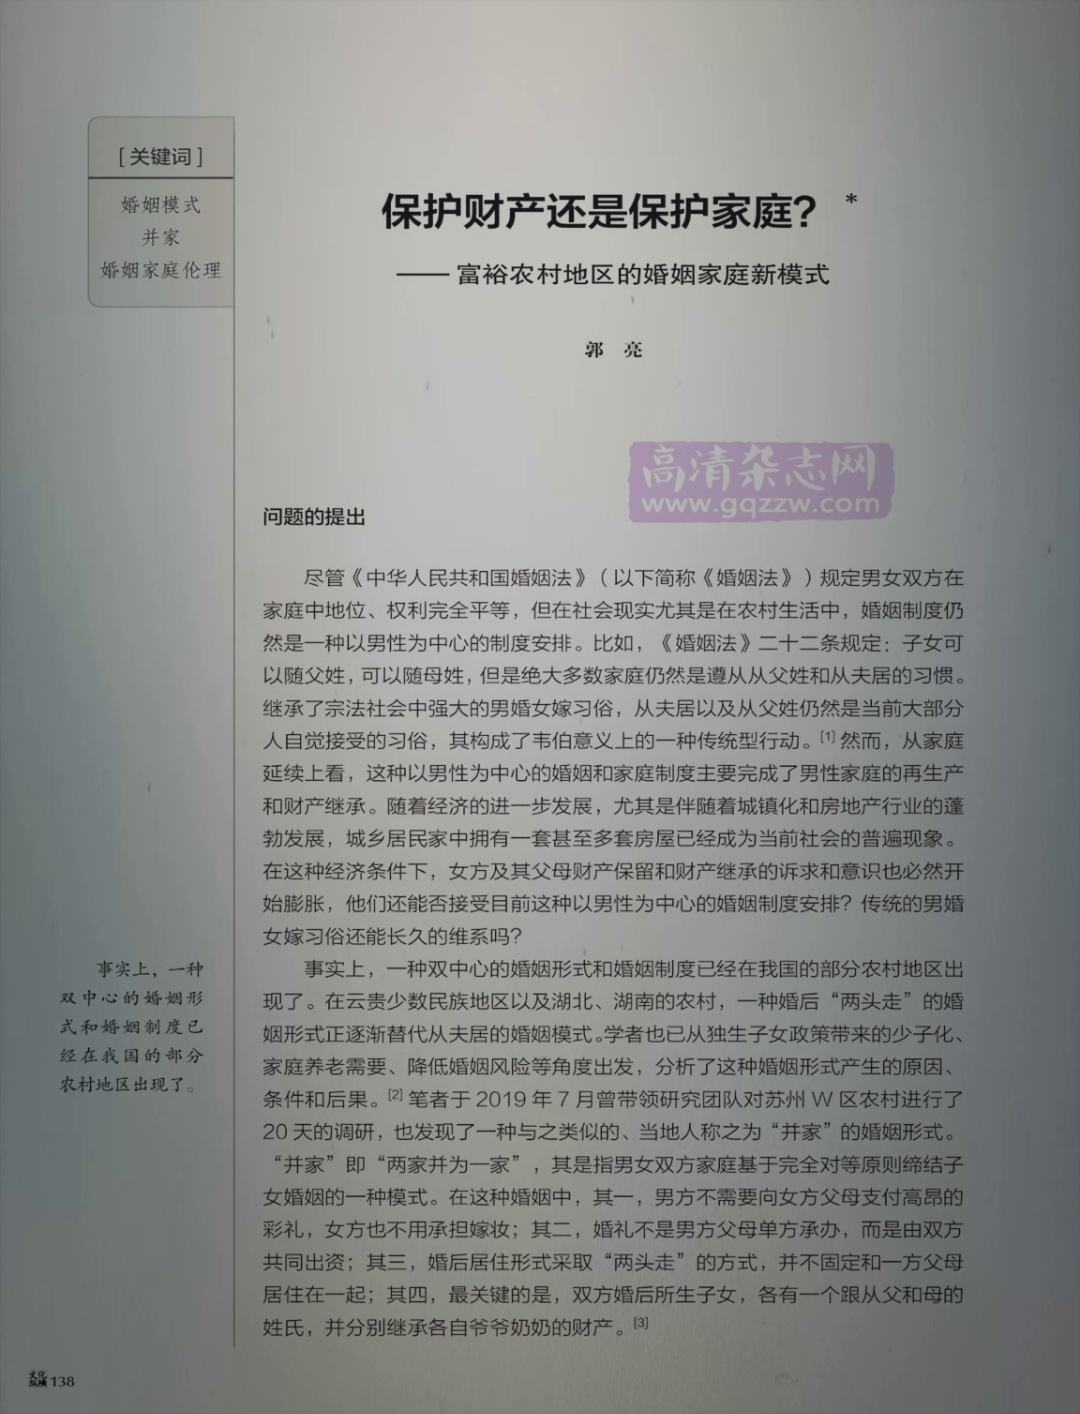 [关键词]
婚姻模式
并家
婚姻家庭伦理
保护财产还是保护家庭？*
——富裕农村地区的婚姻家庭新模式
郭 亮
高清杂志网
www.gqzzw.com
问题的提出
尽管《中华人民共和国婚姻法》（以下简称《婚姻法》）规定男女双方在
家庭中地位、权利完全平等，但在社会现实尤其是在农村生活中，婚姻制度仍
然是一种以男性为中心的制度安排。比如，《婚姻法》二十二条规定：子女可
以随父姓，可以随母姓，但是绝大多数家庭仍然是遵从从父姓和从夫居的习惯。
继承了宗法社会中强大的男婚女嫁习俗，从夫居以及从父姓仍然是当前大部分
人自觉接受的习俗，其构成了韦伯意义上的一种传统型行动。[1]然而，从家庭
延续上看，这种以男性为中心的婚姻和家庭制度主要完成了男性家庭的再生产
和财产继承。随着经济的进一步发展，尤其是伴随着城镇化和房地产行业的蓬
勃发展，城乡居民家中拥有一套甚至多套房屋已经成为当前社会的普遍现象。
在这种经济条件下，女方及其父母财产保留和财产继承的诉求和意识也必然开
始膨胀，他们还能否接受目前这种以男性为中心的婚姻制度安排？传统的男婚
女嫁习俗还能长久的维系吗？
事实上，一种双中心的婚姻形式和婚姻制度已经在我国的部分农村地区出
现了。在云贵少数民族地区以及湖北、湖南的农村，一种婚后“两头走”的婚
姻形式正逐渐替代从夫居的婚姻模式。学者也已从独生子女政策带来的少子化、
家庭养老需要、降低婚姻风险等角度出发，分析了这种婚姻形式产生的原因、
条件和后果。[2]笔者于2019年7月曾带领研究团队对苏州W区农村进行了
20天的调研，也发现了一种与之类似的、当地人称之为“并家”的婚姻形式。
“并家”即“两家并为一家”，其是指男女双方家庭基于完全对等原则缔结子
女婚姻的一种模式。在这种婚姻中，其一，男方不需要向女方父母支付高昂的
彩礼，女方也不用承担嫁妆；其二，婚礼不是男方父母单方承办，而是由双方
共同出资；其三，婚后居住形式采取“两头走”的方式，并不固定和一方父母
居住在一起；其四，最关键的是，双方婚后所生子女，各有一个跟从父和母的
姓氏，并分别继承各自爷爷奶奶的财产。[3]
事实上，一种
双中心的婚姻形
式和婚姻制度已
经在我国的部分
农村地区出现了。
文化纵横 138